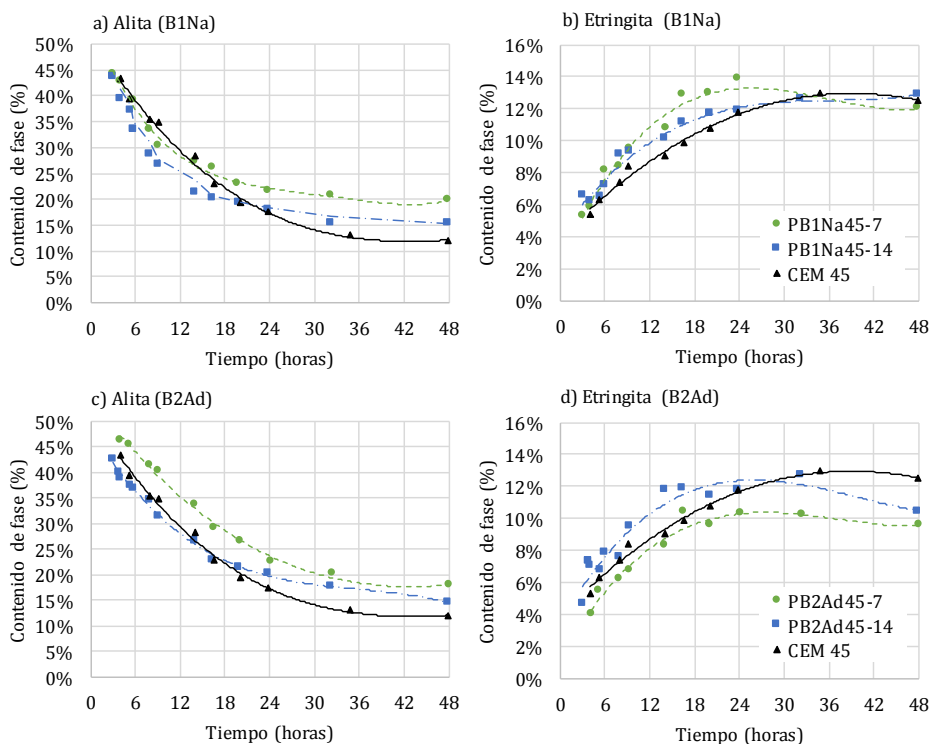 a) Alita (B1Na)
Contenido de fase (%)
50%
45%
40%
35%
30%
25%
20%
15%
10%
5%
0%
0 6 12 18 24 30 36 42 48
Tiempo (horas)
b) Etringita (B1Na)
Contenido de fase (%)
16%
14%
12%
10%
8%
6%
4%
2%
0%
PB1Na45-7
PB1Na45-14
CEM 45
0 6 12 18 24 30 36 42 48
Tiempo (horas)
c) Alita (B2Ad)
Contenido de fase (%)
50%
45%
40%
35%
30%
25%
20%
15%
10%
5%
0%
0 6 12 18 24 30 36 42 48
Tiempo (horas)
d) Etringita (B2Ad)
Contenido de fase (%)
16%
14%
12%
10%
8%
6%
4%
2%
0%
PB2Ad45-7
PB2Ad45-14
CEM 45
0 6 12 18 24 30 36 42 48
Tiempo (horas)